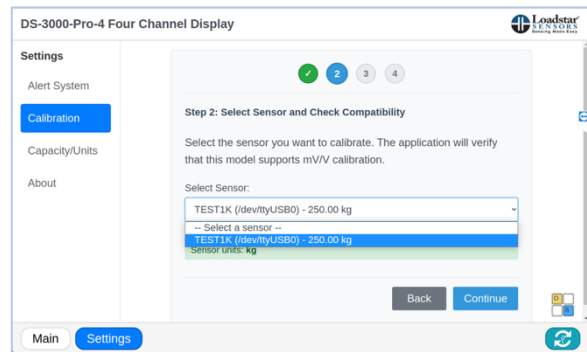 DS-3000-Pro-4 Four Channel Display
Loadstar
SENSORS
Sensing Made Easy
Settings
Alert System
Calibration
Capacity/Units
About
✓ 2 3 4
Step 2: Select Sensor and Check Compatibility
Select the sensor you want to calibrate. The application will verify
that this model supports mV/V calibration.
Select Sensor:
TEST1K (/dev/ttyUSB0) - 250.00 kg
-- Select a sensor --
TEST1K (/dev/ttyUSB0) - 250.00 kg
Sensor units: kg
Back Continue
Main Settings